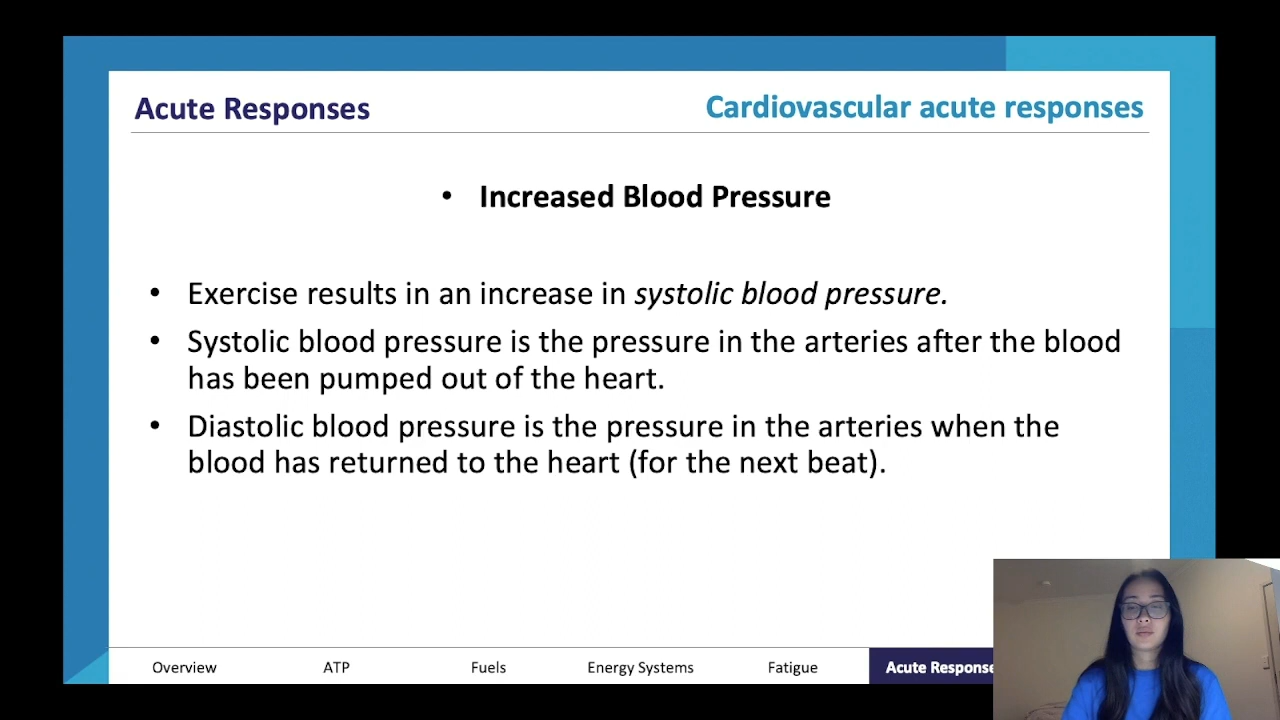 Acute Responses
Cardiovascular acute responses
• Increased Blood Pressure
• Exercise results in an increase in systolic blood pressure.
• Systolic blood pressure is the pressure in the arteries after the blood
has been pumped out of the heart.
• Diastolic blood pressure is the pressure in the arteries when the
blood has returned to the heart (for the next beat).
Overview ATP Fuels Energy Systems Fatigue Acute Response